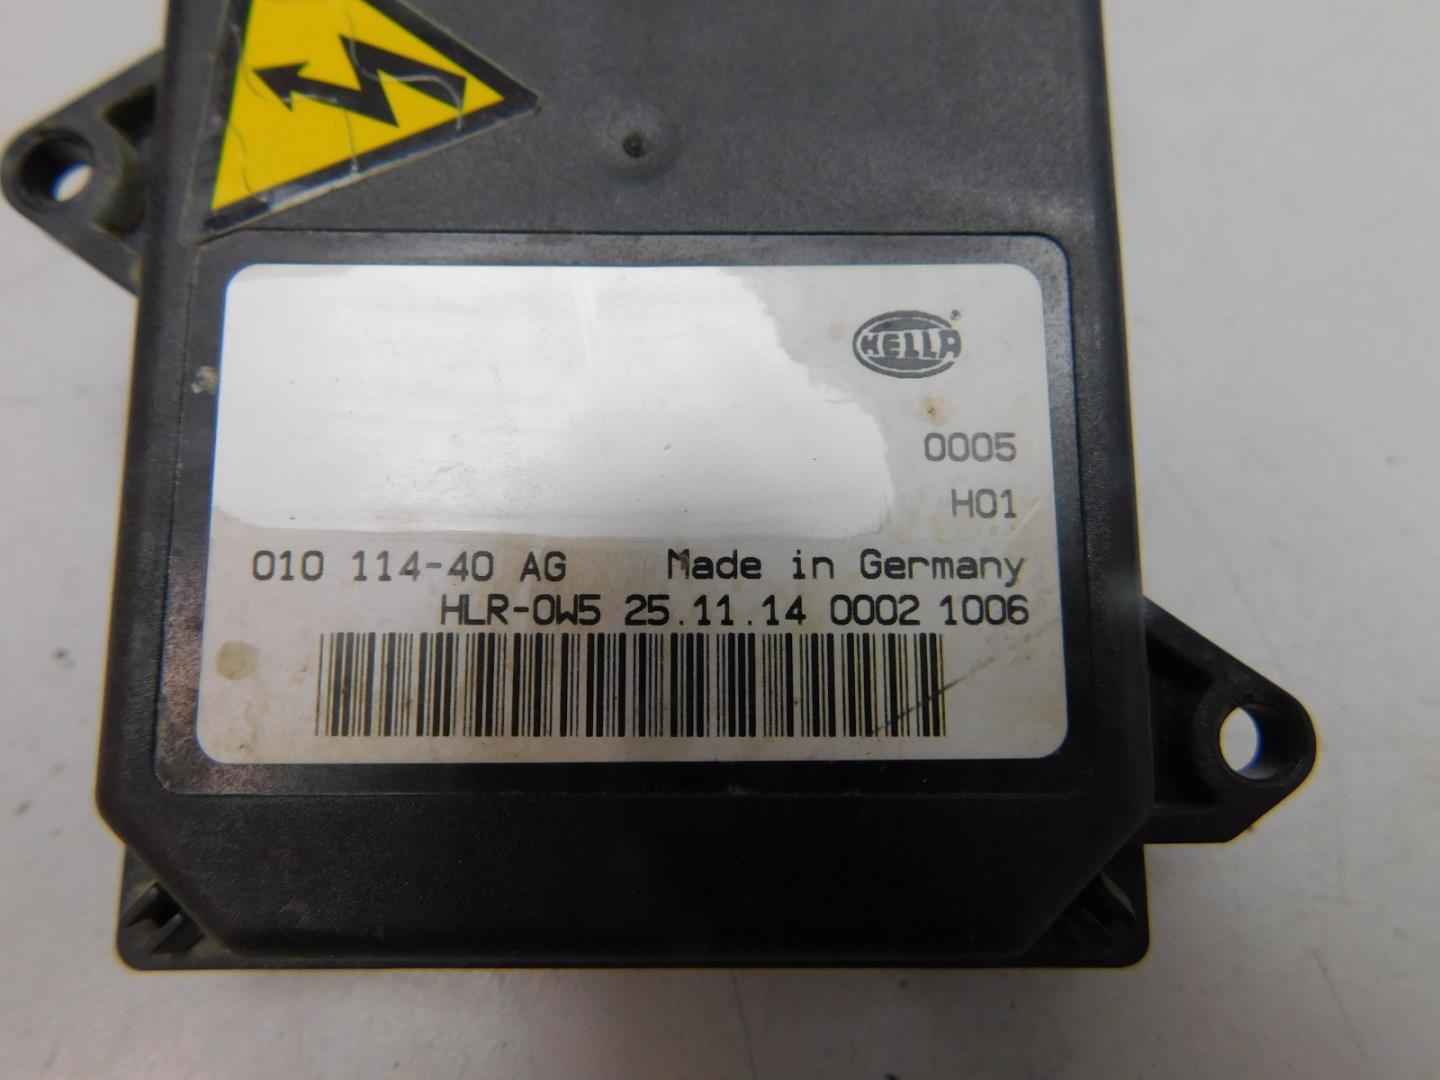 HELLA®
0005
H01
010 114-40 AG Made in Germany
HLR-0W5 25.11.14 0002 1006